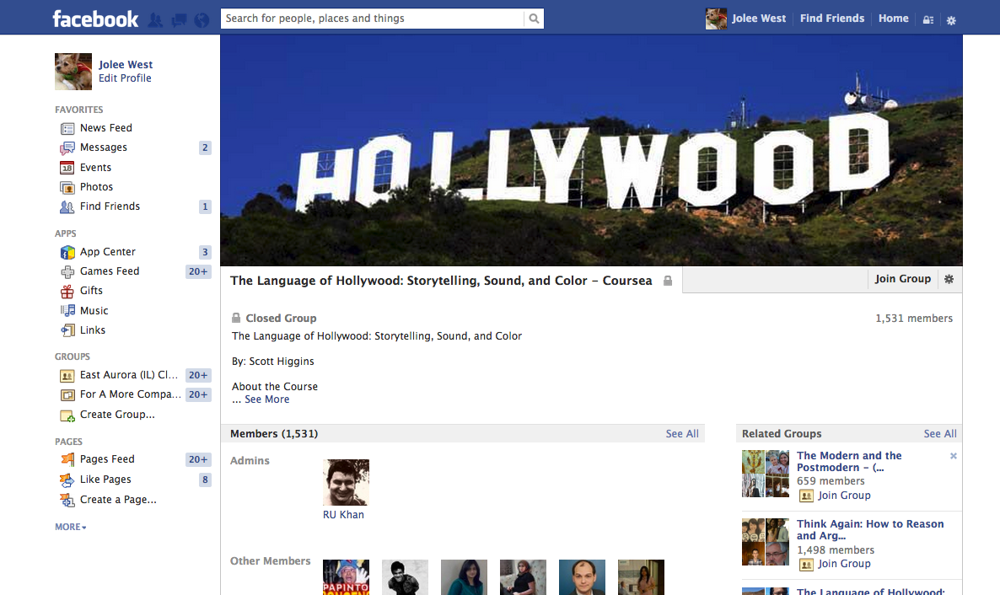 facebook
Search for people, places and things
Jolee West
Find Friends
Home
Jolee West
Edit Profile
FAVORITES
News Feed
Messages 2
18 Events
Photos
Find Friends 1
APPS
App Center 3
Games Feed 20+
Gifts
Music
Links
GROUPS
East Aurora (IL) Cl... 20+
For A More Compa... 20+
Create Group...
PAGES
Pages Feed 20+
Like Pages 8
Create a Page...
MORE
HOLLYWOOD
The Language of Hollywood: Storytelling, Sound, and Color – Coursea
Join Group
Closed Group
1,531 members
The Language of Hollywood: Storytelling, Sound, and Color
By: Scott Higgins
About the Course
... See More
Members (1,531)
See All
Admins
RU Khan
Other Members
PAPINTO
Related Groups
See All
The Modern and the
Postmodern – (...
659 members
Join Group
Think Again: How to Reason
and Arg...
1,498 members
Join Group
The Language of Hollywood: